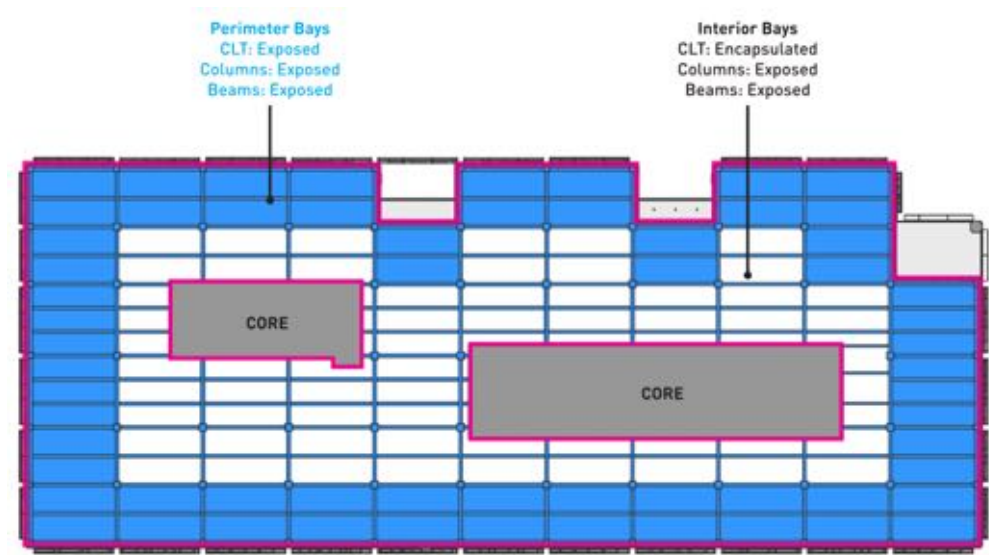 Perimeter Bays
CLT: Exposed
Columns: Exposed
Beams: Exposed
Interior Bays
CLT: Encapsulated
Columns: Exposed
Beams: Exposed
CORE
CORE